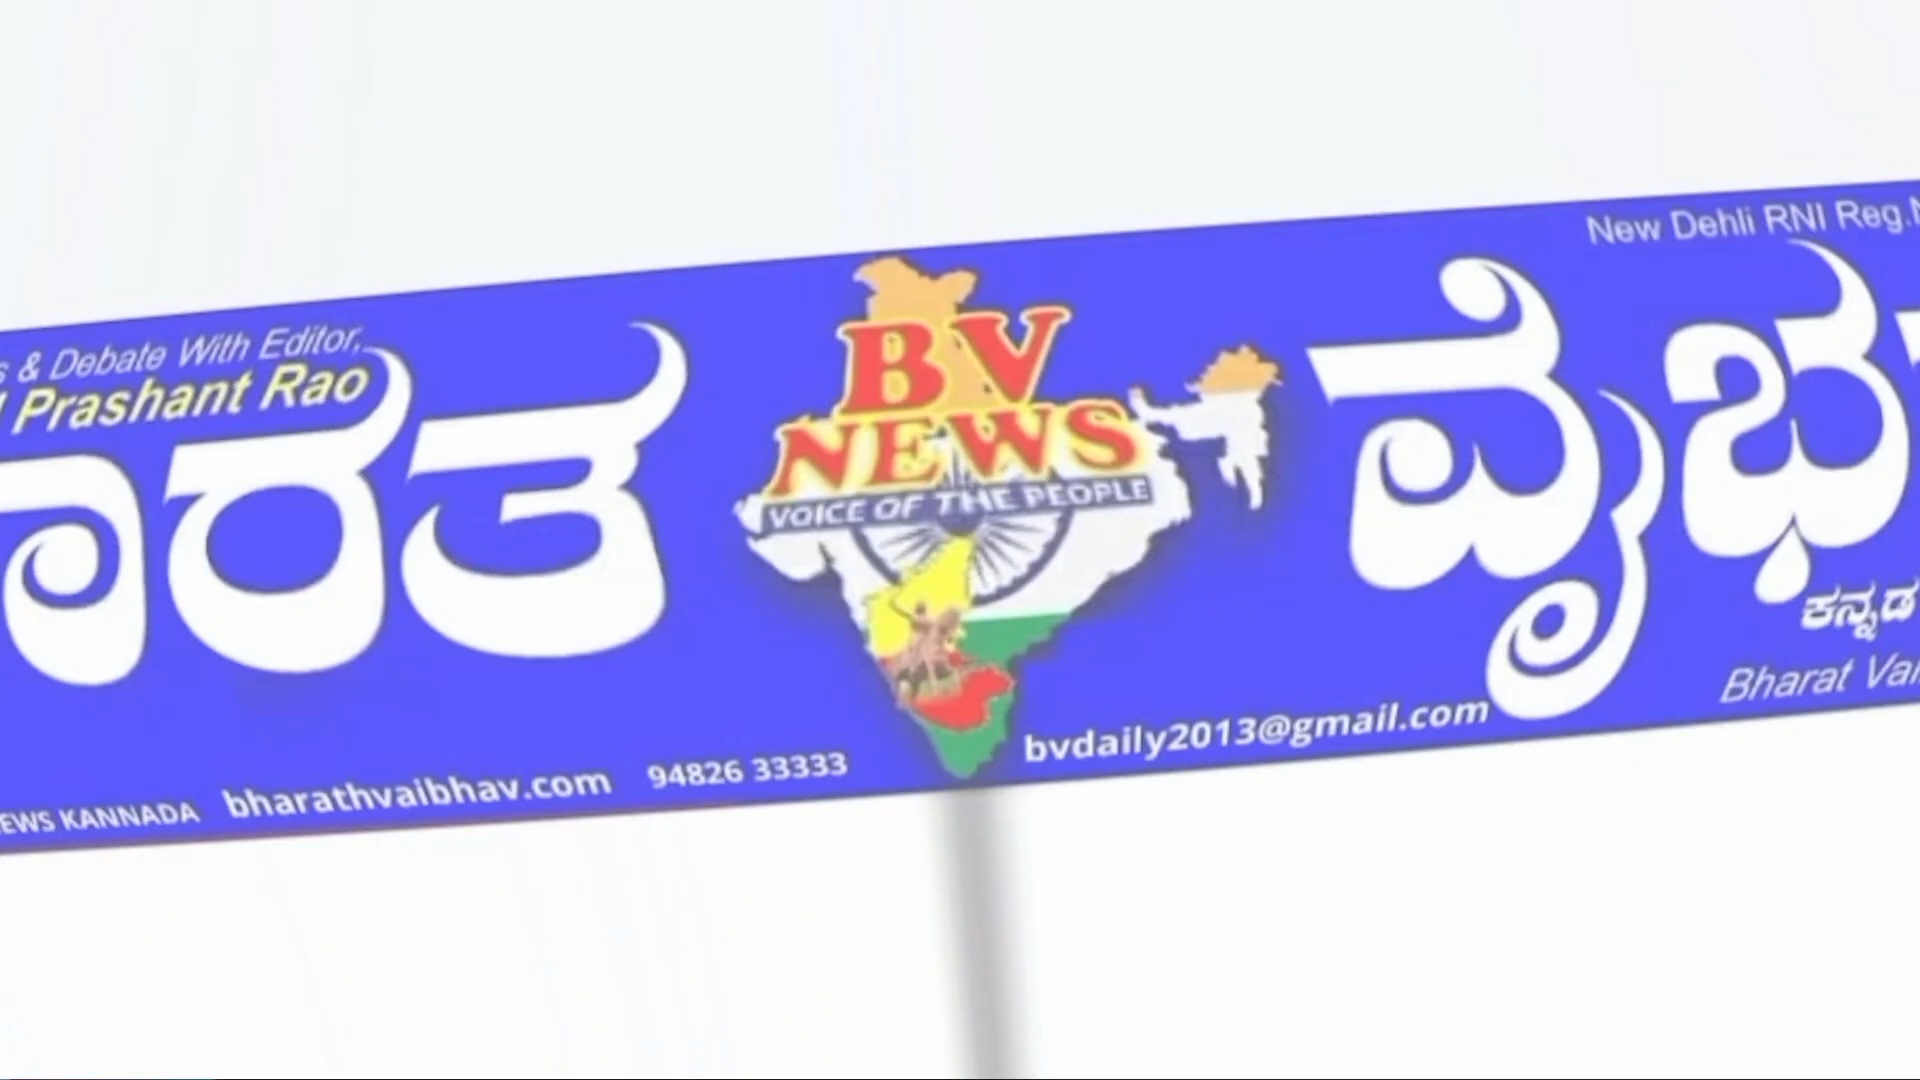 & Debate With Editor,
Prashant Rao
ಾರತ
BV
NEWS
VOICE OF THE PEOPLE
New Dehli RNI Reg.
ವೈಭ
ಕನ್ನಡ
Bharat
EWS KANNADA bharathvaibhav.com 94826 33333
bvdaily2013@gmail.com